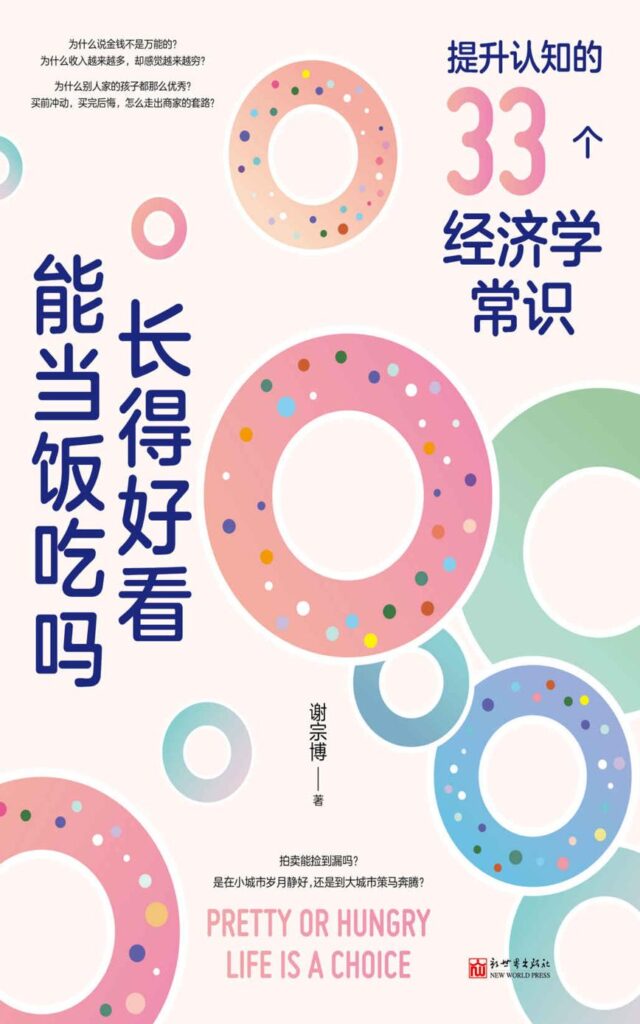 为什么说金钱不是万能的？
为什么收入越来越多，却感觉越来越穷？
为什么别人家的孩子都那么优秀？
买前冲动，买完后悔，怎么走出商家的套路？
提升认知的
33个
经济学
常识
长得好看
能当饭吃吗
谢宗博——著
拍卖能捡到漏吗？
是在小城市岁月静好，还是到大城市策马奔腾？
PRETTY OR HUNGRY
LIFE IS A CHOICE
新世界出版社
NEW WORLD PRESS